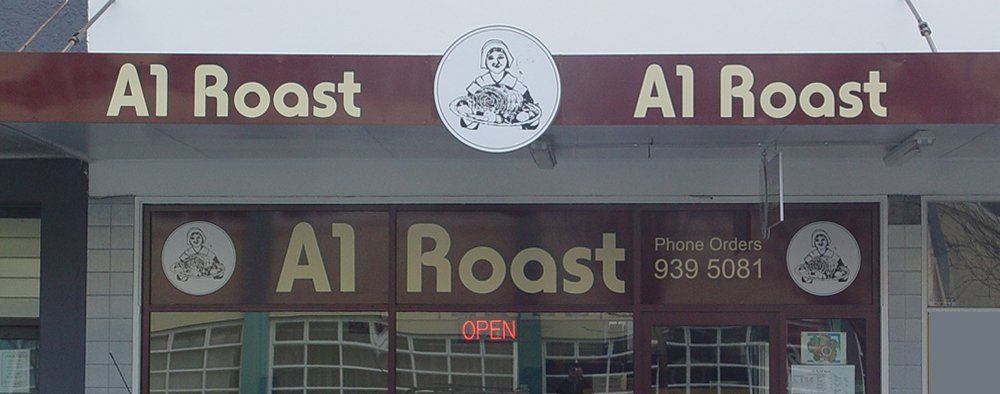 A1 Roast
A1 Roast
A1 Roast
Phone Orders
939 5081
OPEN